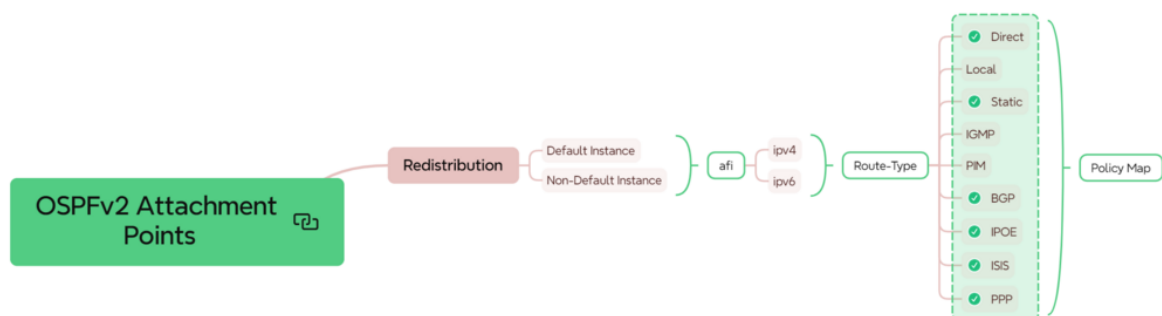 OSPFv2 Attachment
Points
Redistribution
Default Instance
Non-Default Instance
afi
ipv4
ipv6
Route-Type
Direct
Local
Static
IGMP
PIM
BGP
IPOE
ISIS
PPP
Policy Map